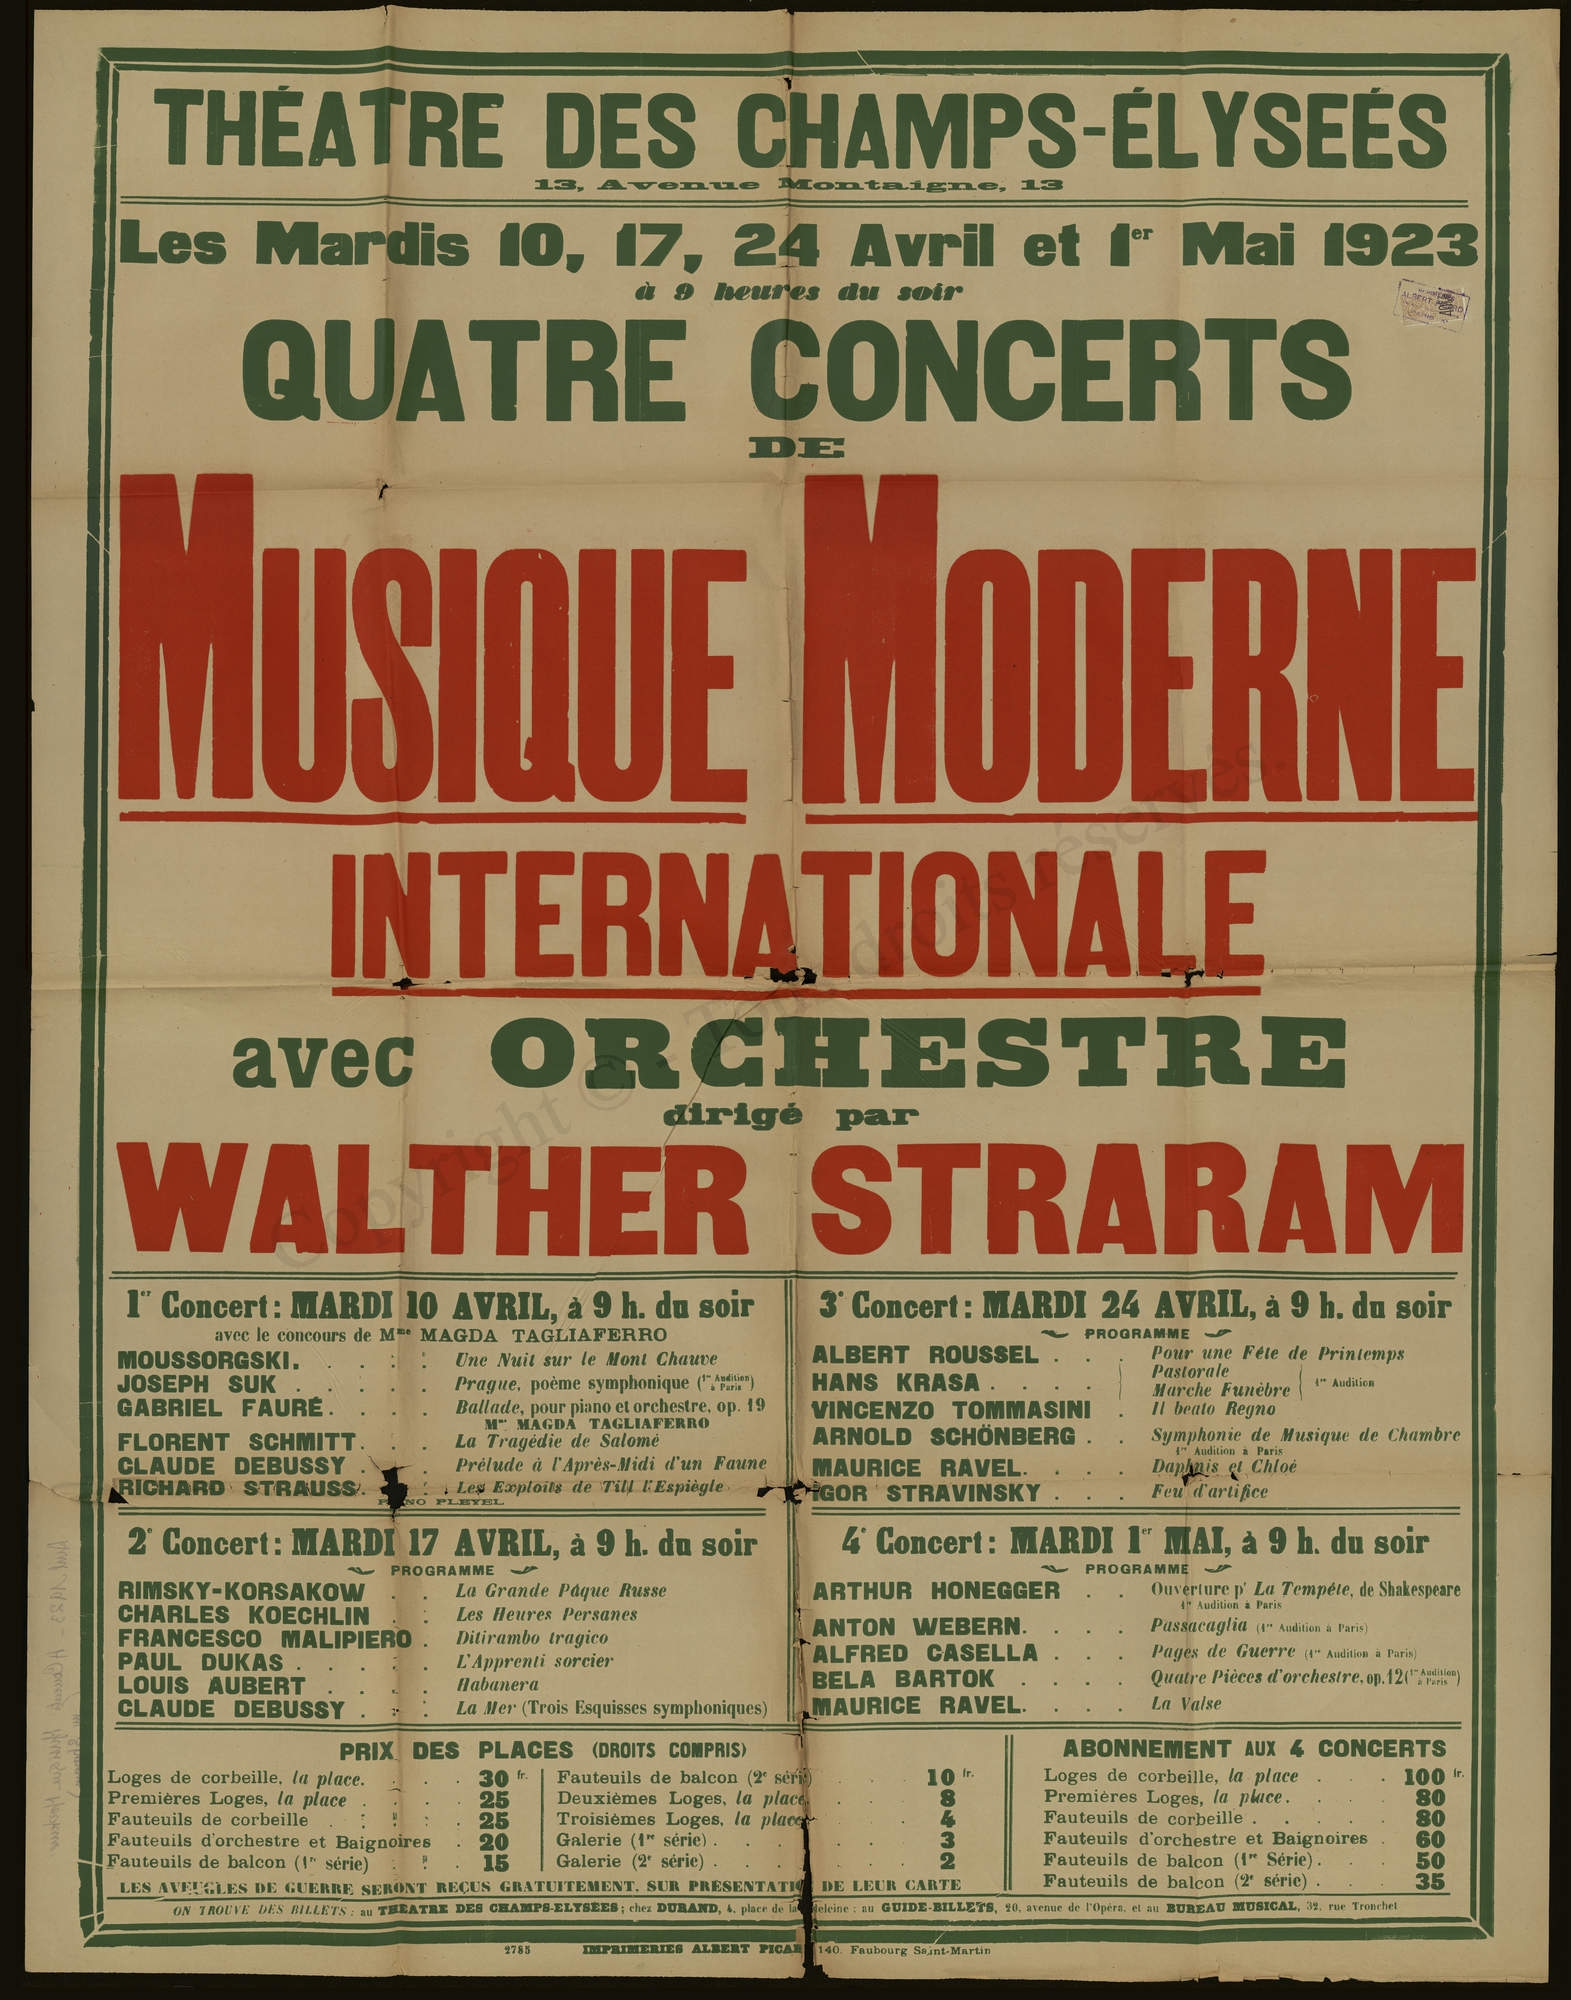 THÉATRE DES CHAMPS-ÉLYSEÉS
13, Avenue Montaigne, 13
Les Mardis 10, 17, 24 Avril et 1er Mai 1923
à 9 heures du soir
QUATRE CONCERTS
DE
MUSIQUE MODERNE
INTERNATIONALE
avec ORCHESTRE
dirigé par
WALTHER STRARAM
Copyright © - Tous droits réservés.
1er Concert : MARDI 10 AVRIL, à 9 h. du soir
avec le concours de Mme MAGDA TAGLIAFERRO
MOUSSORGSKI. Une Nuit sur le Mont Chauve
JOSEPH SUK Prague, poème symphonique (1re Audition à Paris)
GABRIEL FAURÉ. Ballade, pour piano et orchestre, op. 19
Mme MAGDA TAGLIAFERRO
FLORENT SCHMITT. La Tragédie de Salomé
CLAUDE DEBUSSY Prélude à l'Après-Midi d'un Faune
RICHARD STRAUSS. Les Exploits de Till l'Espiègle
PIANO PLEYEL
2e Concert : MARDI 17 AVRIL, à 9 h. du soir
PROGRAMME
RIMSKY-KORSAKOW La Grande Pâque Russe
CHARLES KOECHLIN Les Heures Persanes
FRANCESCO MALIPIERO Ditirambo tragico
PAUL DUKAS L'Apprenti sorcier
LOUIS AUBERT Habanera
CLAUDE DEBUSSY La Mer (Trois Esquisses symphoniques)
3e Concert : MARDI 24 AVRIL, à 9 h. du soir
PROGRAMME
ALBERT ROUSSEL Pour une Fête de Printemps
HANS KRASA Pastorale
Marche Funèbre 1re Audition
VINCENZO TOMMASINI Il beato Regno
ARNOLD SCHÖNBERG Symphonie de Musique de Chambre
1re Audition à Paris
MAURICE RAVEL. Daphnis et Chloé
IGOR STRAVINSKY Feu d'artifice
4e Concert : MARDI 1er MAI, à 9 h. du soir
PROGRAMME
ARTHUR HONEGGER Ouverture pr La Tempête, de Shakespeare
1re Audition à Paris
ANTON WEBERN. Passacaglia (1re Audition à Paris)
ALFRED CASELLA Pages de Guerre (1re Audition à Paris)
BELA BARTOK Quatre Pièces d'orchestre, op. 12 (1re Audition à Paris)
MAURICE RAVEL. La Valse
PRIX DES PLACES (DROITS COMPRIS)
Loges de corbeille, la place. 30 fr.
Premières Loges, la place 25
Fauteuils de corbeille 25
Fauteuils d'orchestre et Baignoires 20
Fauteuils de balcon (1re série) 15
Fauteuils de balcon (2e série) 10 fr.
Deuxièmes Loges, la place 8
Troisièmes Loges, la place 4
Galerie (1re série) 3
Galerie (2e série) 2
ABONNEMENT AUX 4 CONCERTS
Loges de corbeille, la place 100 fr.
Premières Loges, la place. 80
Fauteuils de corbeille 80
Fauteuils d'orchestre et Baignoires 60
Fauteuils de balcon (1re Série) 50
Fauteuils de balcon (2e série) 35
LES AVEUGLES DE GUERRE SERONT REÇUS GRATUITEMENT, SUR PRÉSENTATION DE LEUR CARTE
ON TROUVE DES BILLETS : au THÉATRE DES CHAMPS-ELYSÉES ; chez DURAND, 4, place de la Madeleine ; au GUIDE-BILLETS, 20, avenue de l'Opéra, et au BUREAU MUSICAL, 32, rue Tronchet
2785 IMPRIMERIES ALBERT PICARD 140, Faubourg Saint-Martin